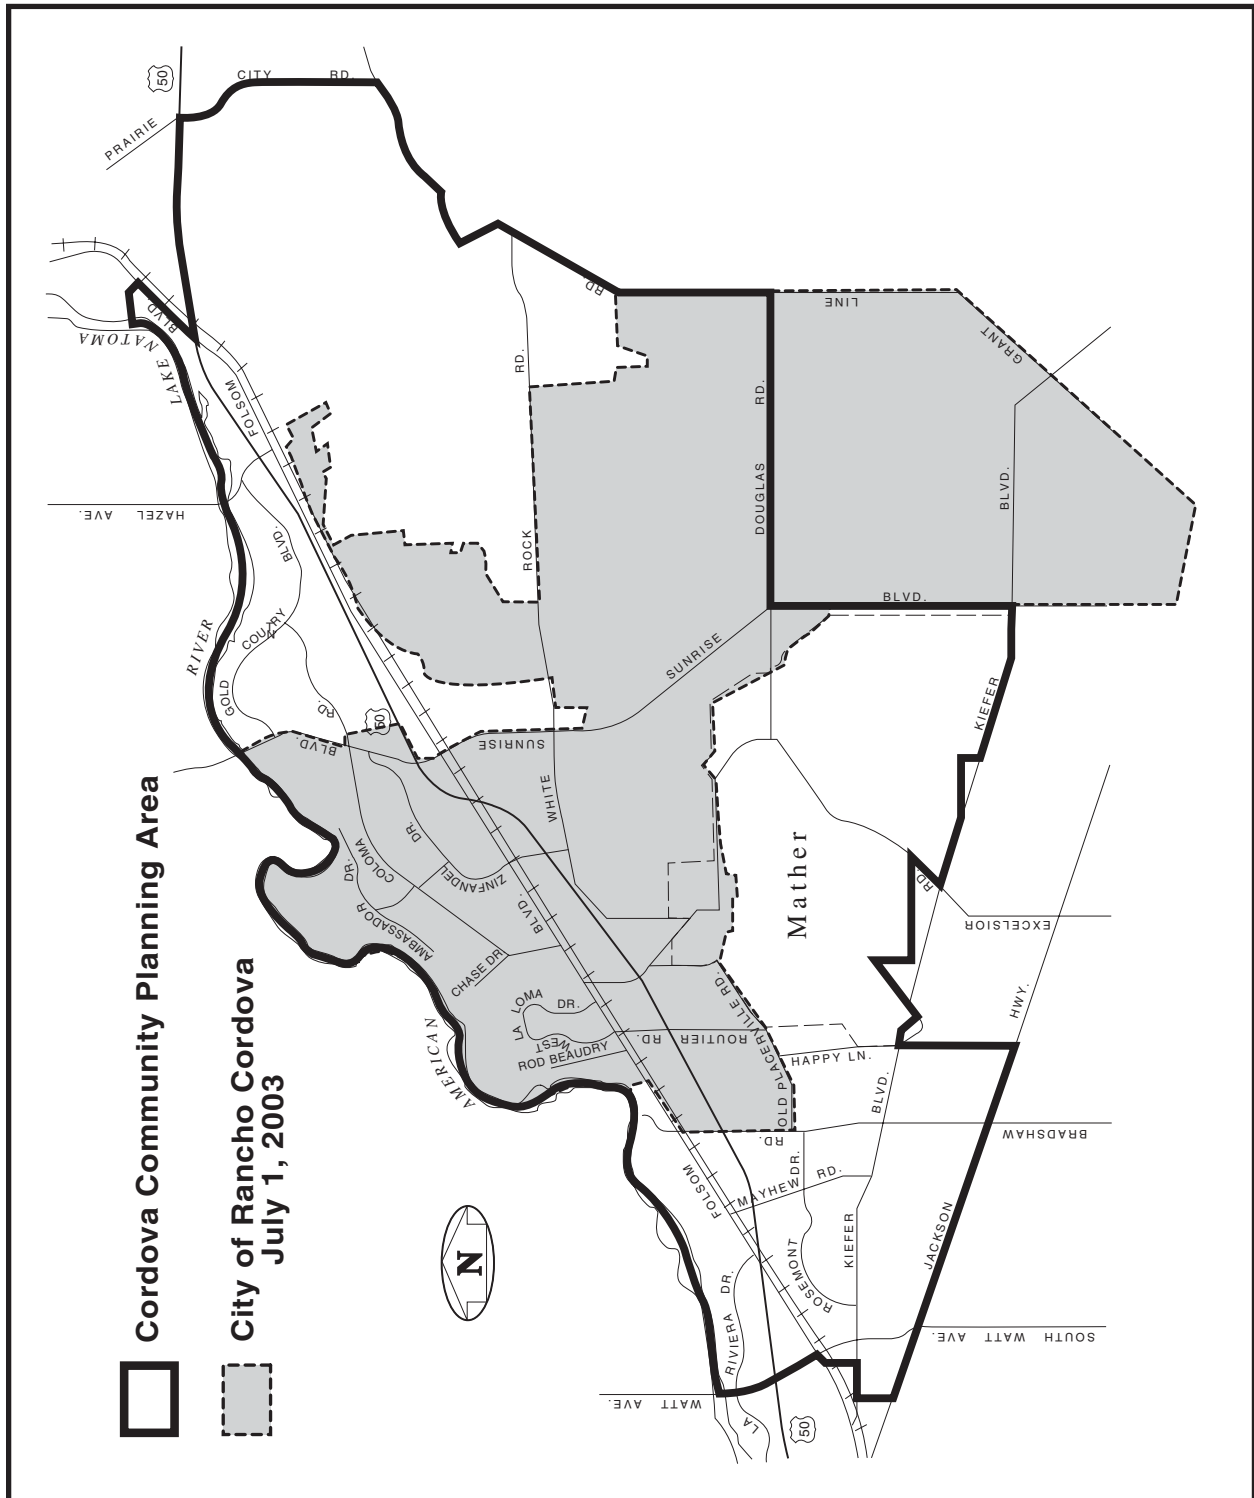 Cordova Community Planning Area
City of Rancho Cordova
July 1, 2003
N
50
CITY RD.
PRAIRIE
BLVD.
LAKE NATOMA
FOLSOM
HAZEL AVE.
BLVD.
RIVER
COUNTRY
GOLD
RD.
50
BLVD.
SUNRISE
ROCK
RD.
RD.
LINE
GRANT
DOUGLAS RD.
BLVD.
BLVD.
SUNRISE
KIEFER
WHITE
DR.
COLOMA
DR.
ZINFANDEL
AMBASSADOR
BLVD.
CHASE DR.
LA LOMA
DR.
WEST
ROD BEAUDRY
AMERICAN
ROUTIER RD.
OLD PLACERVILLE RD.
HAPPY LN.
Mather
RD.
EXCELSIOR
HWY.
BLVD.
BRADSHAW
RD.
FOLSOM
MAYHEW RD.
DR.
ROSEMONT
KIEFER
JACKSON
SOUTH WATT AVE.
RIVIERA DR.
LA
WATT AVE.
50